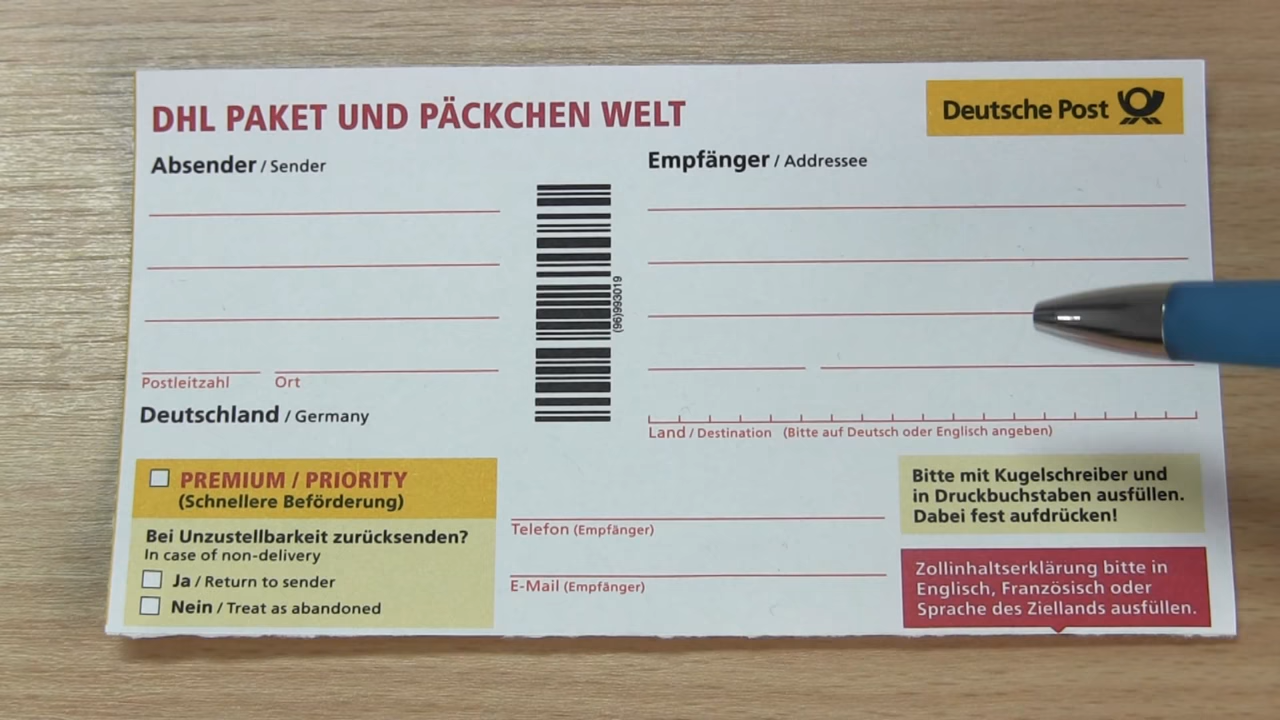 DHL PAKET UND PÄCKCHEN WELT
Deutsche Post
Absender / Sender
Empfänger / Addressee
(96)993019
Postleitzahl Ort
Deutschland / Germany
Land / Destination (Bitte auf Deutsch oder Englisch angeben)
PREMIUM / PRIORITY
(Schnellere Beförderung)
Bei Unzustellbarkeit zurücksenden?
In case of non-delivery
Ja / Return to sender
Nein / Treat as abandoned
Telefon (Empfänger)
E-Mail (Empfänger)
Bitte mit Kugelschreiber und
in Druckbuchstaben ausfüllen.
Dabei fest aufdrücken!
Zollinhaltserklärung bitte in
Englisch, Französisch oder
Sprache des Ziellands ausfüllen.